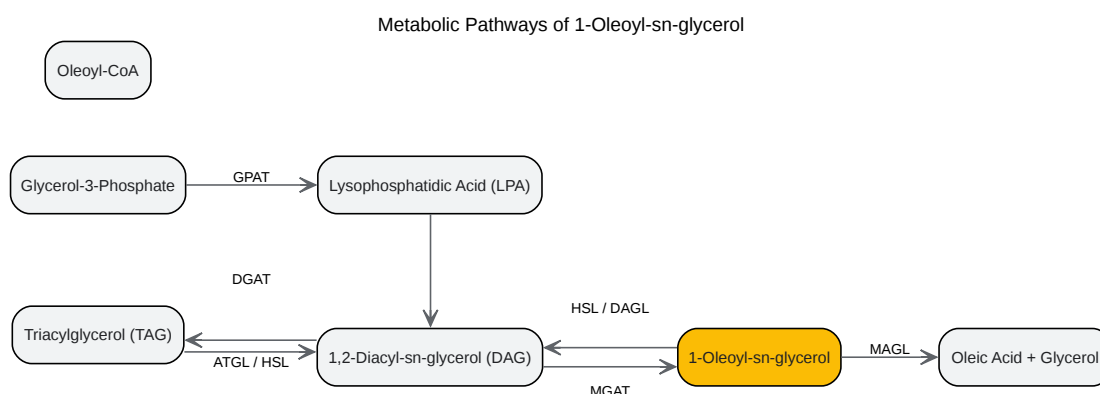 Metabolic Pathways of 1-Oleoyl-sn-glycerol
Oleoyl-CoA
Glycerol-3-Phosphate
GPAT
Lysophosphatidic Acid (LPA)
DGAT
HSL / DAGL
Triacylglycerol (TAG)
ATGL / HSL
1,2-Diacyl-sn-glycerol (DAG)
1-Oleoyl-sn-glycerol
MAGL
Oleic Acid + Glycerol
MGAT